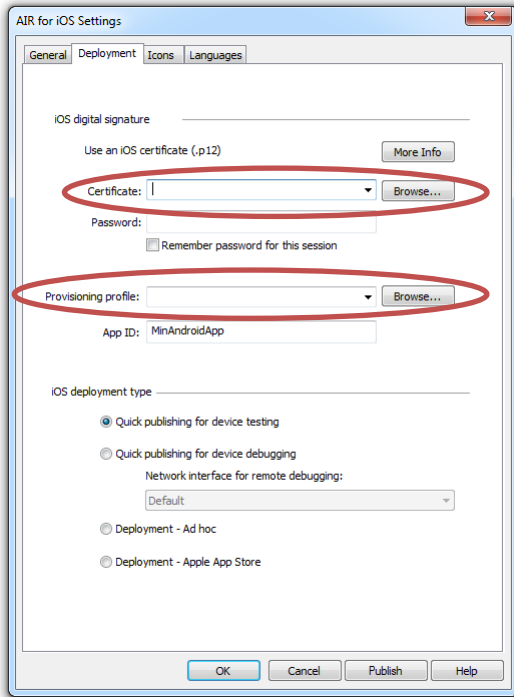 AIR for iOS Settings
General Deployment Icons Languages
iOS digital signature
Use an iOS certificate (.p12) More Info
Certificate: Browse...
Password:
Remember password for this session
Provisioning profile: Browse...
App ID: MinAndroidApp
iOS deployment type
Quick publishing for device testing
Quick publishing for device debugging
Network interface for remote debugging:
Default
Deployment - Ad hoc
Deployment - Apple App Store
OK Cancel Publish Help